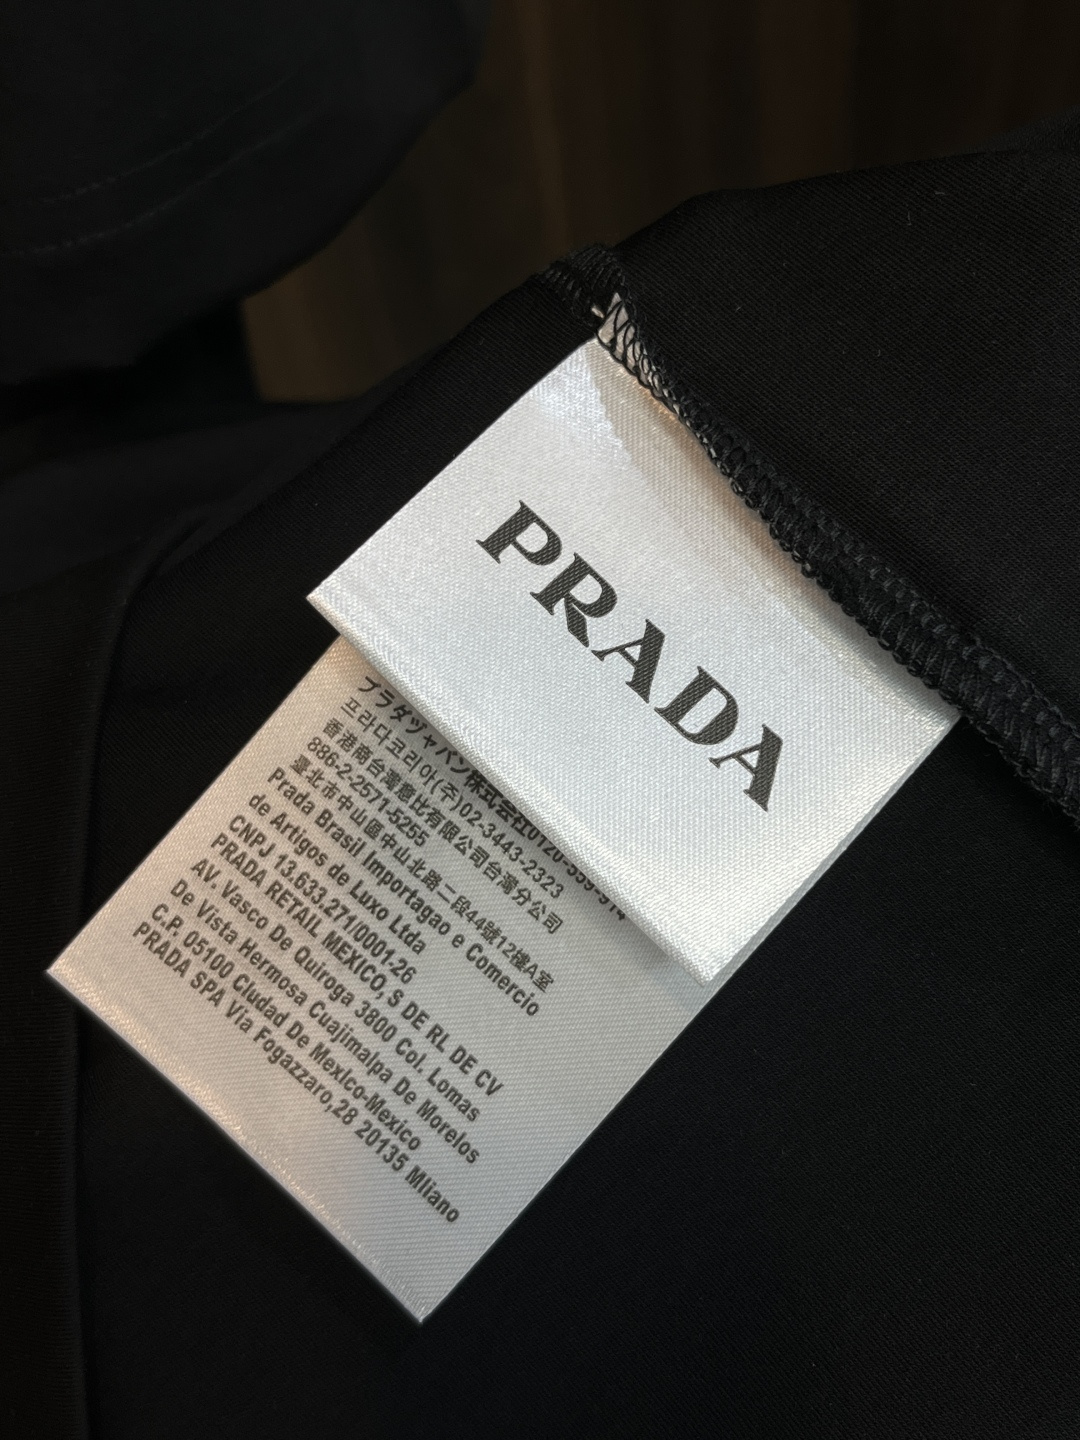 PRADA
プラダジャパン株式会社0120-559-914
프라다코리아(주)02-3443-2323
香港商台灣意比有限公司台灣分公司
886-2-2571-5255
臺北市中山區中山北路二段44號12樓A室
Prada Brasil Importagao e Comercio
de Artigos de Luxo Ltda
CNPJ 13.633.271/0001-26
PRADA RETAIL MEXICO, S DE RL DE CV
AV. Vasco De Quiroga 3800 Col. Lomas
De Vista Hermosa Cuajimalpa De Morelos
C.P. 05100 Cludad De Mexlco-Mexico
PRADA SPA Via Fogazzaro,28 20135 Mliano